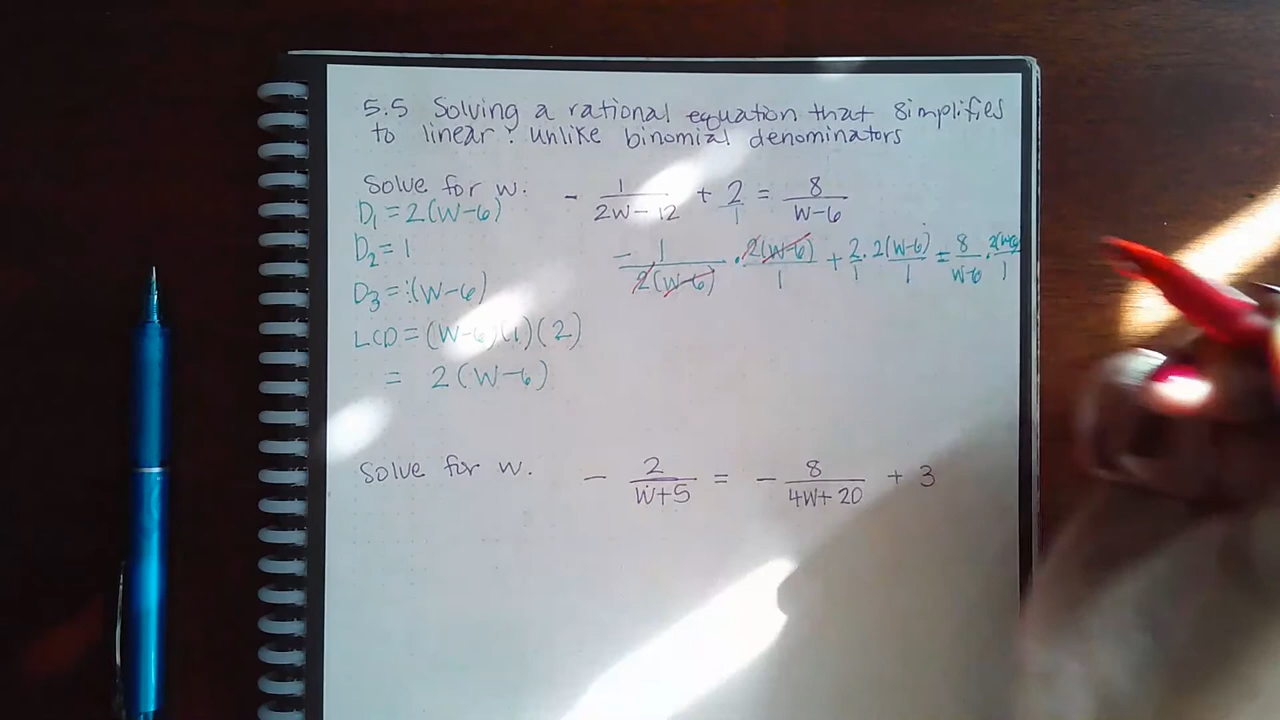 5.5 Solving a rational equation that simplifies
to linear: Unlike binomial denominators
Solve for w. - 1/(2w-12) + 2/1 = 8/(w-6)
D₁ = 2(w-6)
D₂ = 1
D₃ = :(w-6)
LCD = (w-6)(1)(2)
= 2(w-6)
-1/(2(w-6)) · 2(w-6)/1 + 2/1 · 2(w-6)/1 = 8/(w-6) · 2(w-6)/1
Solve for w. - 2/(w+5) = - 8/(4w+20) + 3